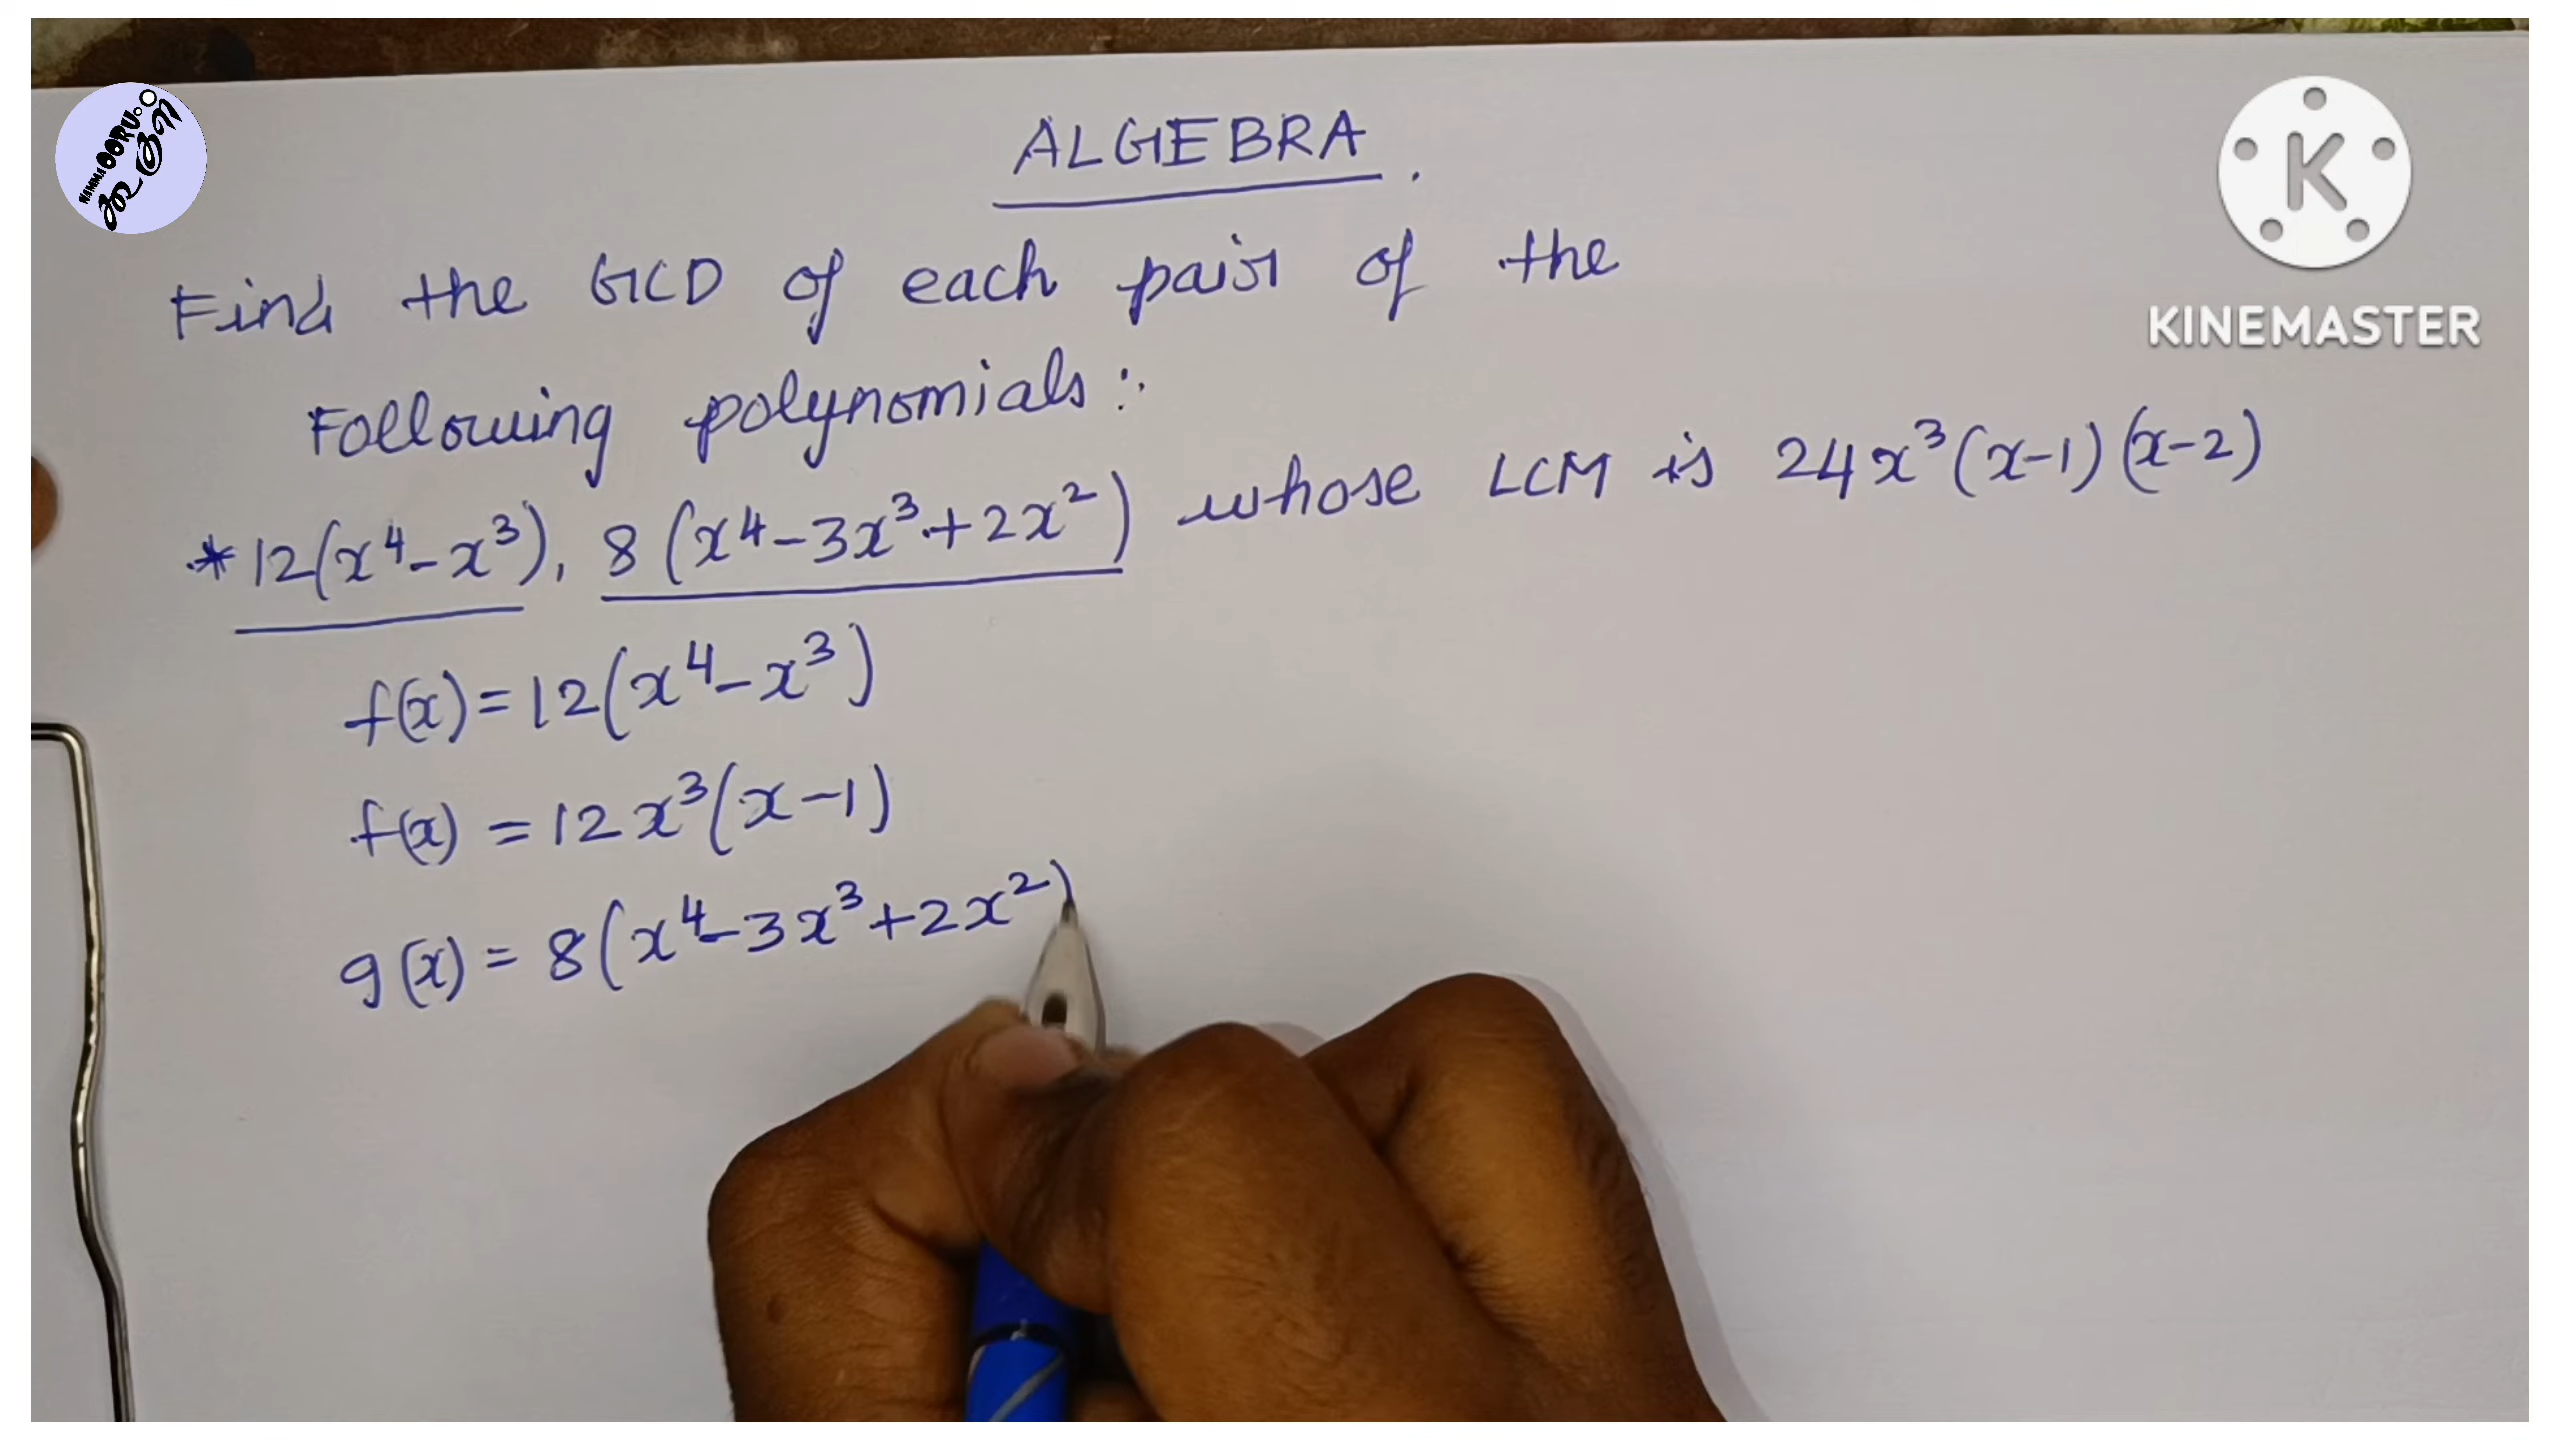 ALGEBRA.
Find the GCD of each pair of the
Following polynomials:
* 12(x⁴-x³), 8(x⁴-3x³+2x²) whose LCM is 24x³(x-1)(x-2)
f(x)=12(x⁴-x³)
f(x)=12x³(x-1)
g(x)=8(x⁴-3x³+2x²)
K
KINEMASTER